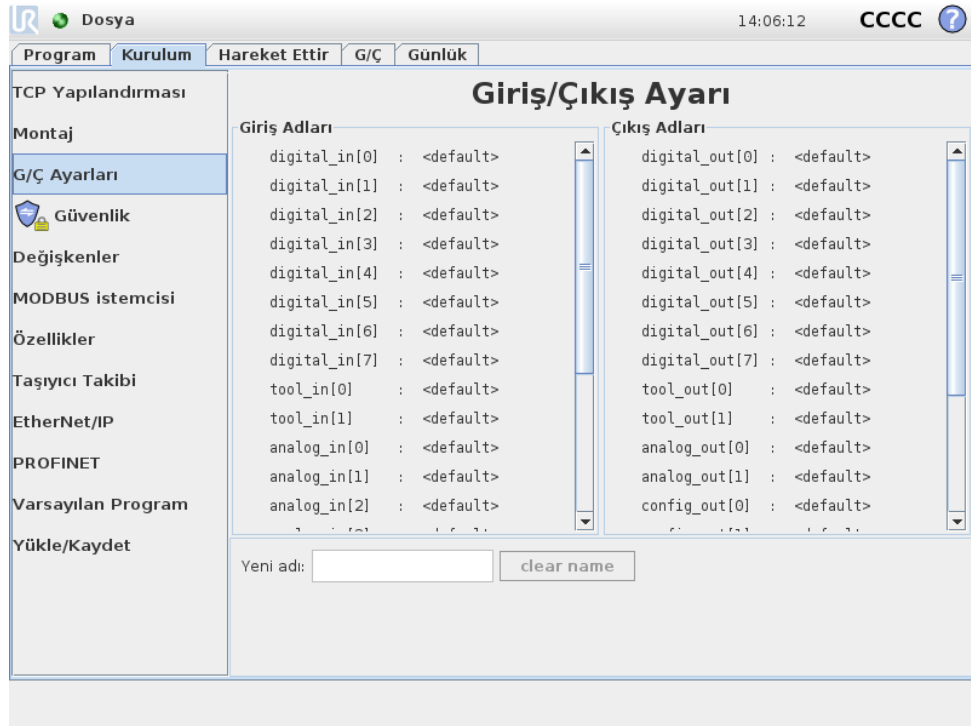 UR Dosya 14:06:12 CCCC ?
Program Kurulum Hareket Ettir G/Ç Günlük
TCP Yapılandırması
Montaj
G/Ç Ayarları
Güvenlik
Değişkenler
MODBUS istemcisi
Özellikler
Taşıyıcı Takibi
EtherNet/IP
PROFINET
Varsayılan Program
Yükle/Kaydet
Giriş/Çıkış Ayarı
Giriş Adları
digital_in[0] : <default>
digital_in[1] : <default>
digital_in[2] : <default>
digital_in[3] : <default>
digital_in[4] : <default>
digital_in[5] : <default>
digital_in[6] : <default>
digital_in[7] : <default>
tool_in[0] : <default>
tool_in[1] : <default>
analog_in[0] : <default>
analog_in[1] : <default>
analog_in[2] : <default>
Çıkış Adları
digital_out[0] : <default>
digital_out[1] : <default>
digital_out[2] : <default>
digital_out[3] : <default>
digital_out[4] : <default>
digital_out[5] : <default>
digital_out[6] : <default>
digital_out[7] : <default>
tool_out[0] : <default>
tool_out[1] : <default>
analog_out[0] : <default>
analog_out[1] : <default>
config_out[0] : <default>
Yeni adı: clear name